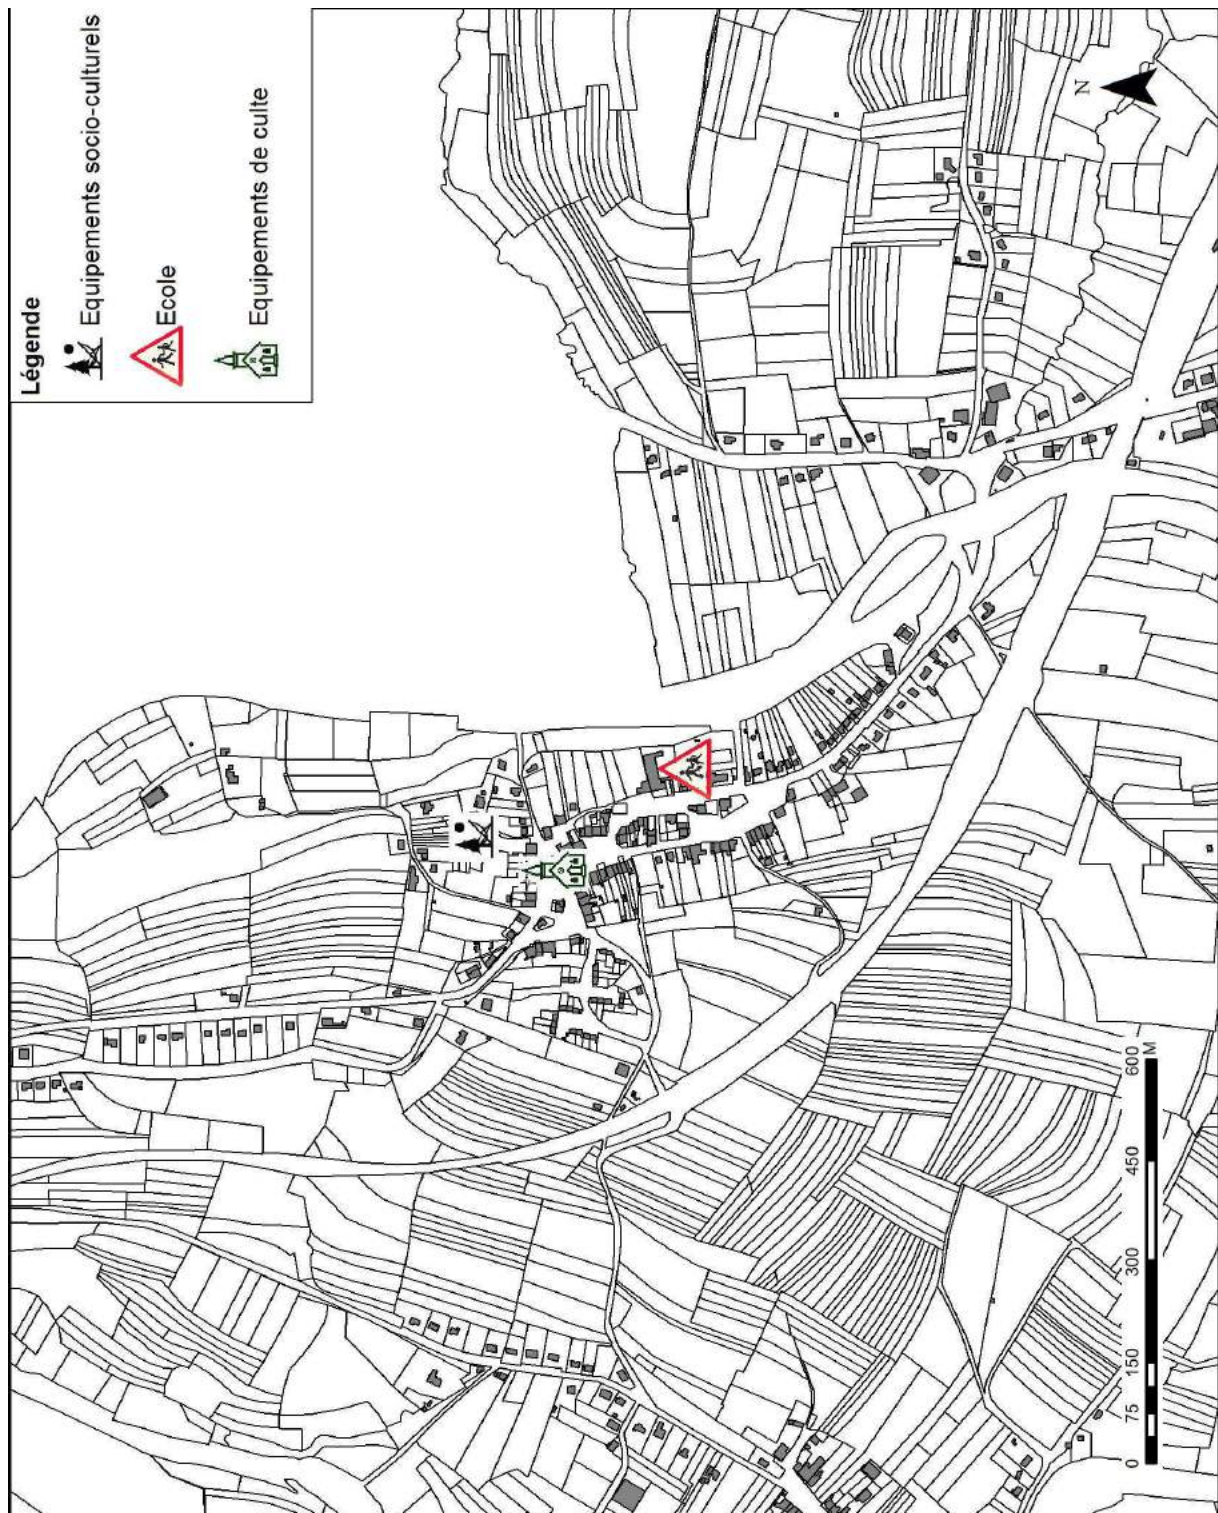 Légende
Equipements socio-culturels
Ecole
Equipements de culte
N
0 75 150 300 450 600
M